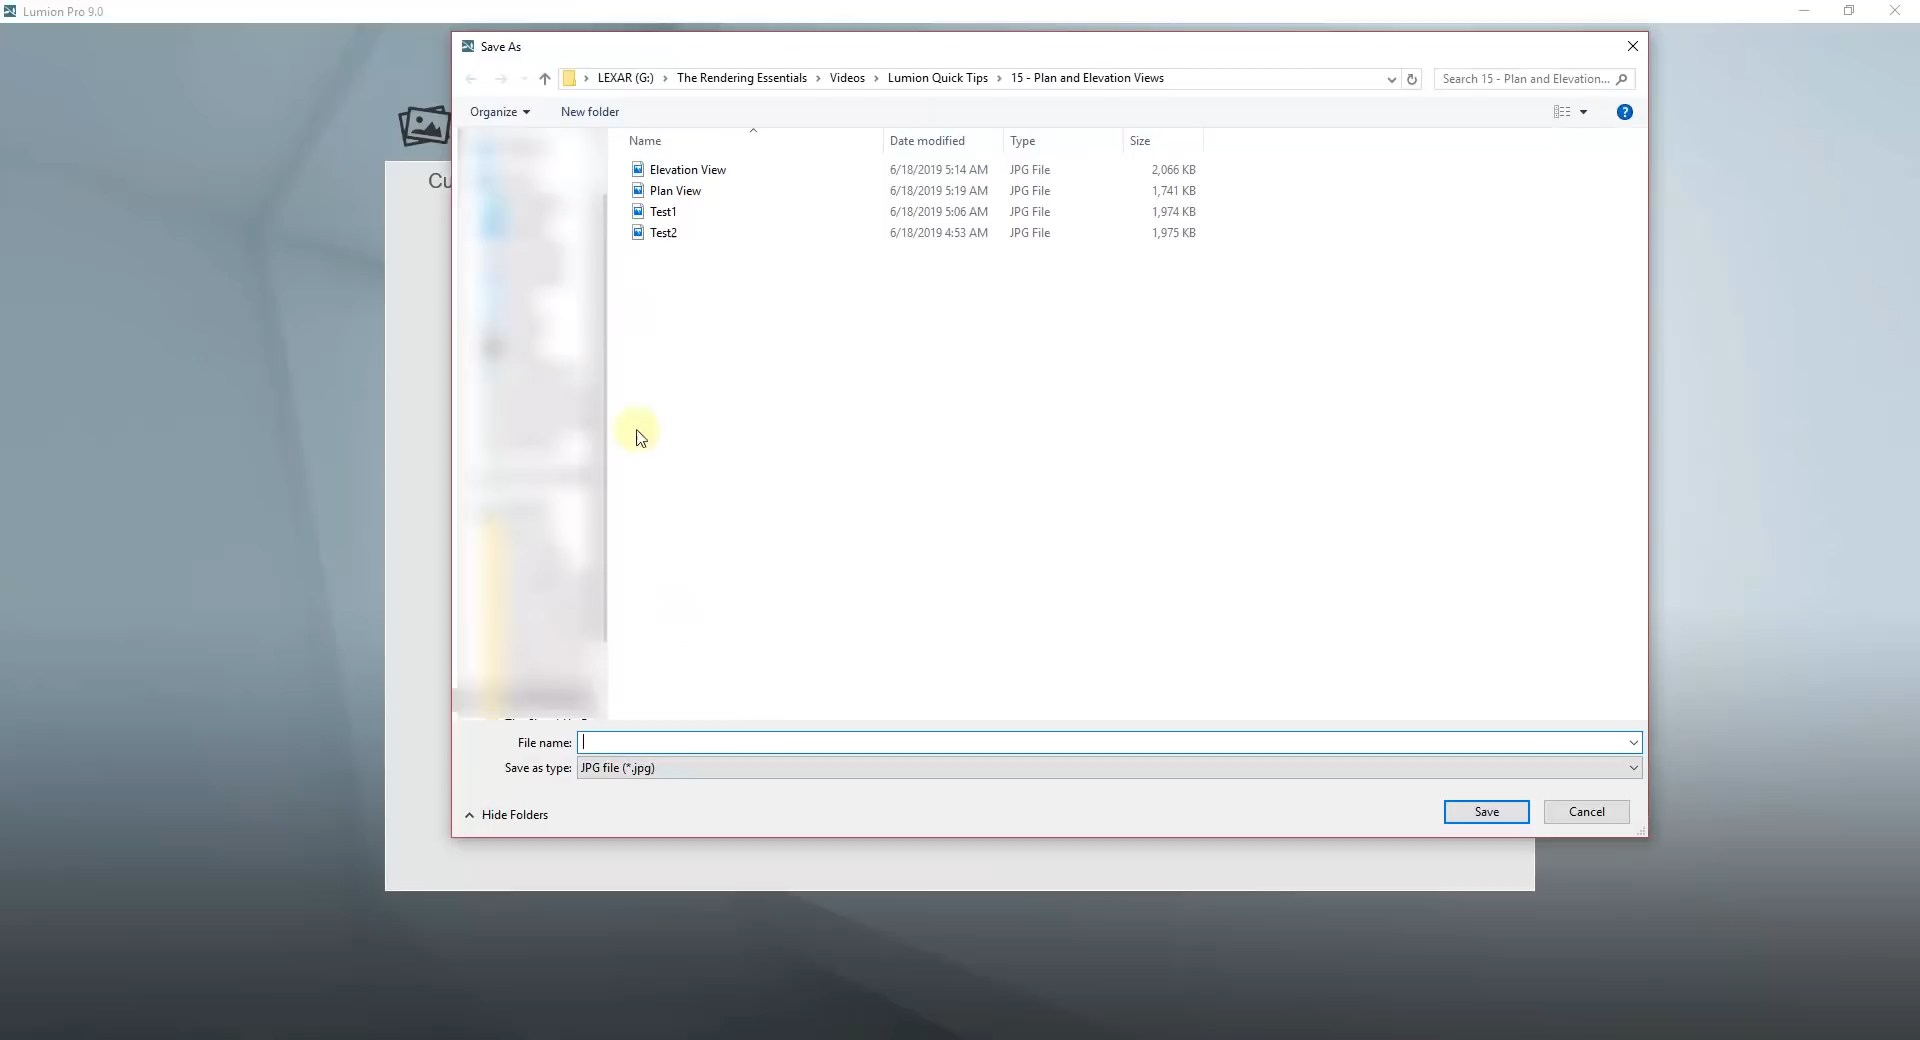 Lumion Pro 9.0
Save As
LEXAR (G:) > The Rendering Essentials > Videos > Lumion Quick Tips > 15 - Plan and Elevation Views
Search 15 - Plan and Elevation...
Organize New folder
Name Date modified Type Size
Elevation View 6/18/2019 5:14 AM JPG File 2,066 KB
Plan View 6/18/2019 5:19 AM JPG File 1,741 KB
Test1 6/18/2019 5:06 AM JPG File 1,974 KB
Test2 6/18/2019 4:53 AM JPG File 1,975 KB
Cu
File name:
Save as type: JPG file (*.jpg)
Hide Folders Save Cancel